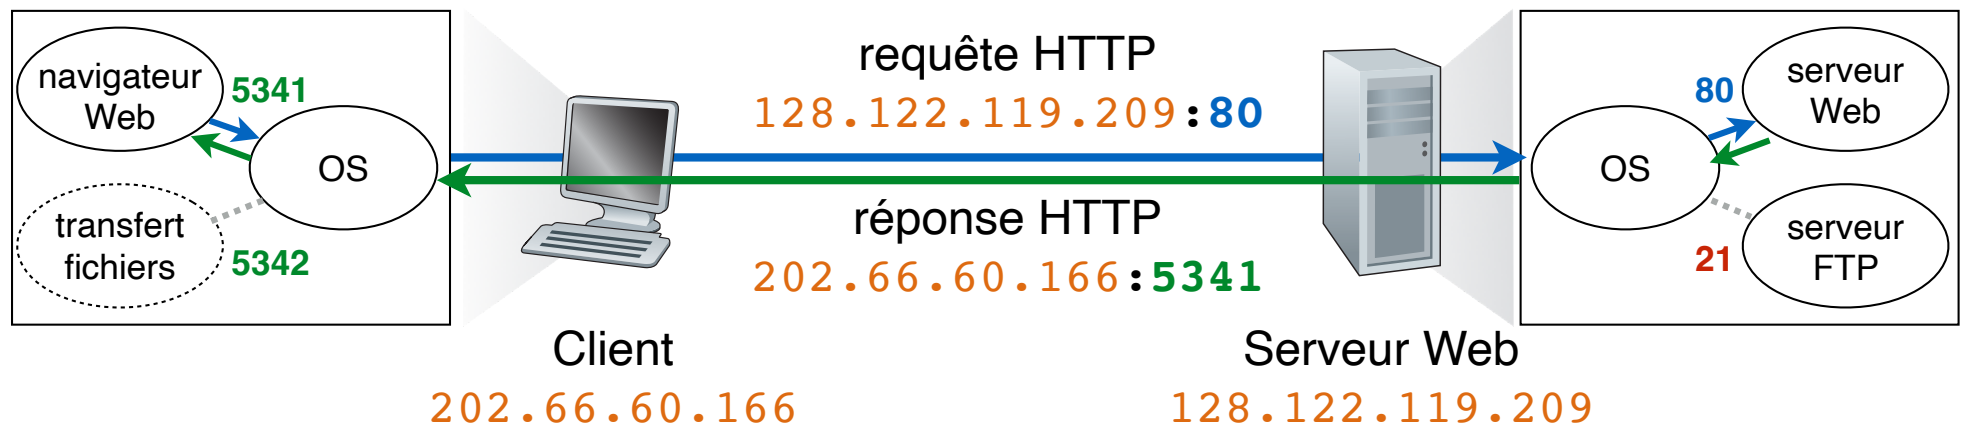 navigateur
Web
5341
OS
transfert
fichiers
5342
requête HTTP
128.122.119.209:80
réponse HTTP
202.66.60.166:5341
Client
202.66.60.166
Serveur Web
128.122.119.209
80
serveur
Web
OS
21
serveur
FTP